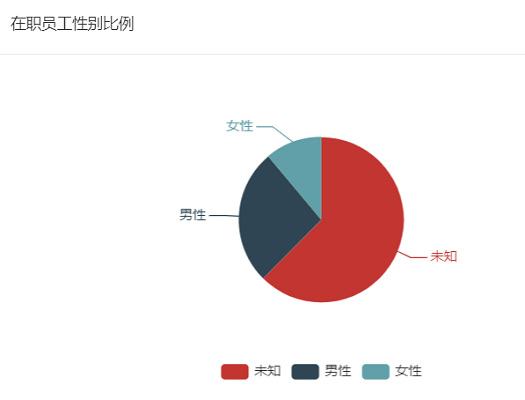 在职员工性别比例
女性
男性
未知
未知 男性 女性